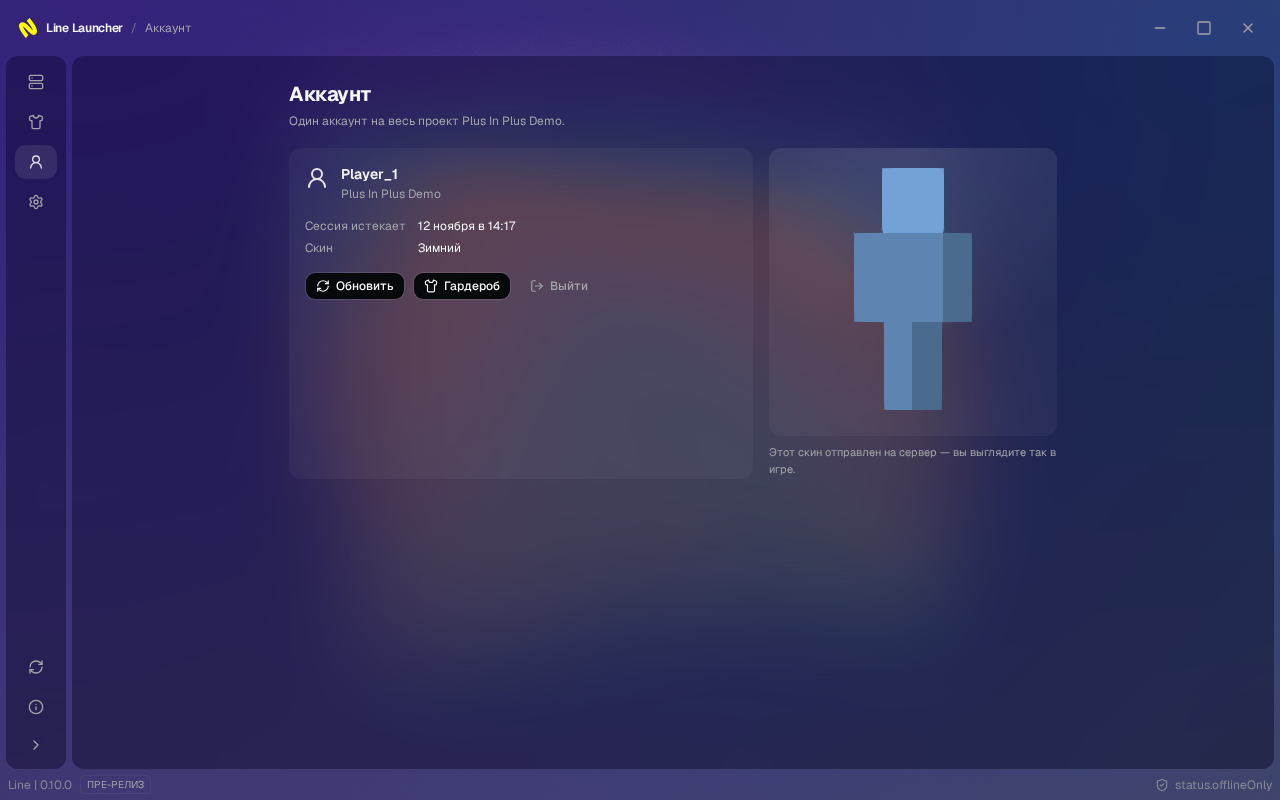 Line Launcher / Аккаунт
Аккаунт
Один аккаунт на весь проект Plus In Plus Demo.
Player_1
Plus In Plus Demo
Сессия истекает 12 ноября в 14:17
Скин Зимний
Обновить Гардероб Выйти
Этот скин отправлен на сервер — вы выглядите так в
игре.
Line | 0.10.0 ПРЕ-РЕЛИЗ status.offlineOnly